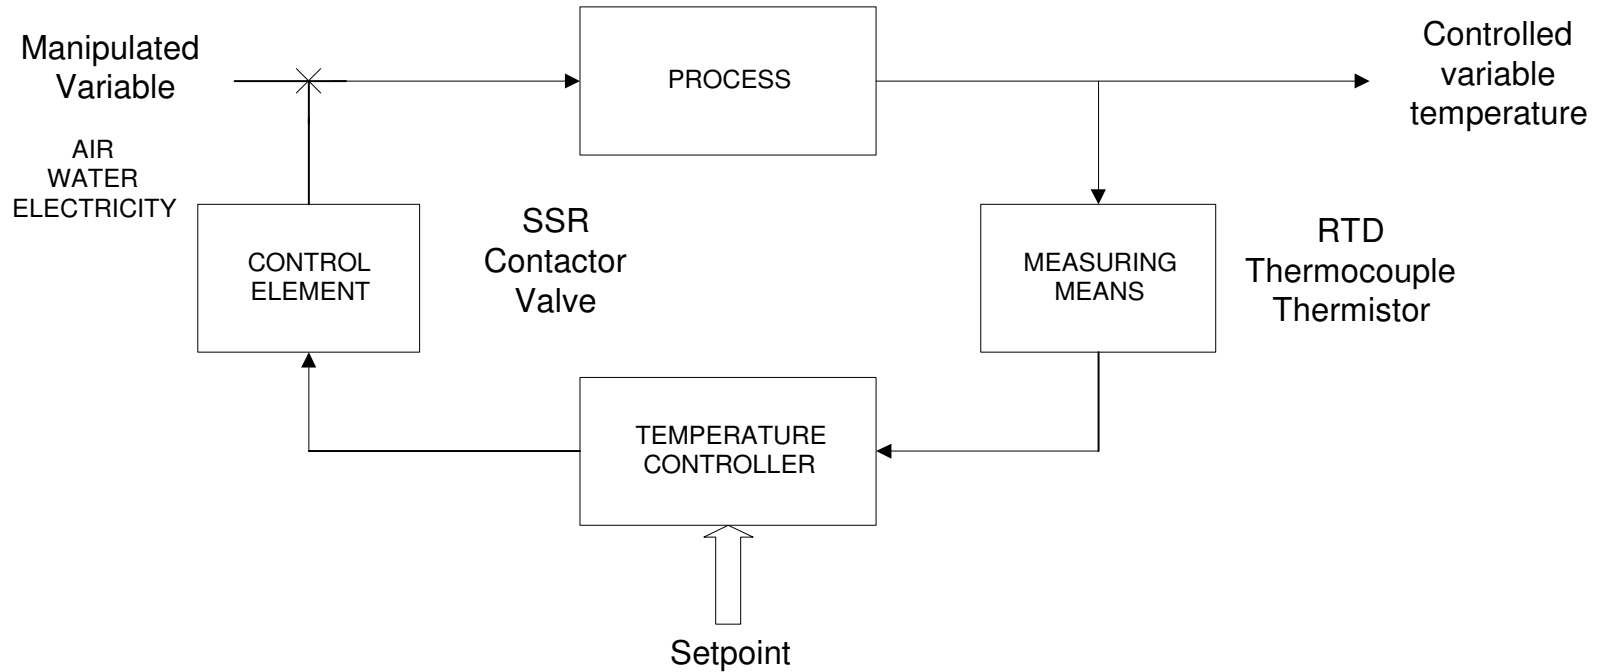 Manipulated
Variable
AIR
WATER
ELECTRICITY
PROCESS
Controlled
variable
temperature
CONTROL
ELEMENT
SSR
Contactor
Valve
MEASURING
MEANS
RTD
Thermocouple
Thermistor
TEMPERATURE
CONTROLLER
Setpoint